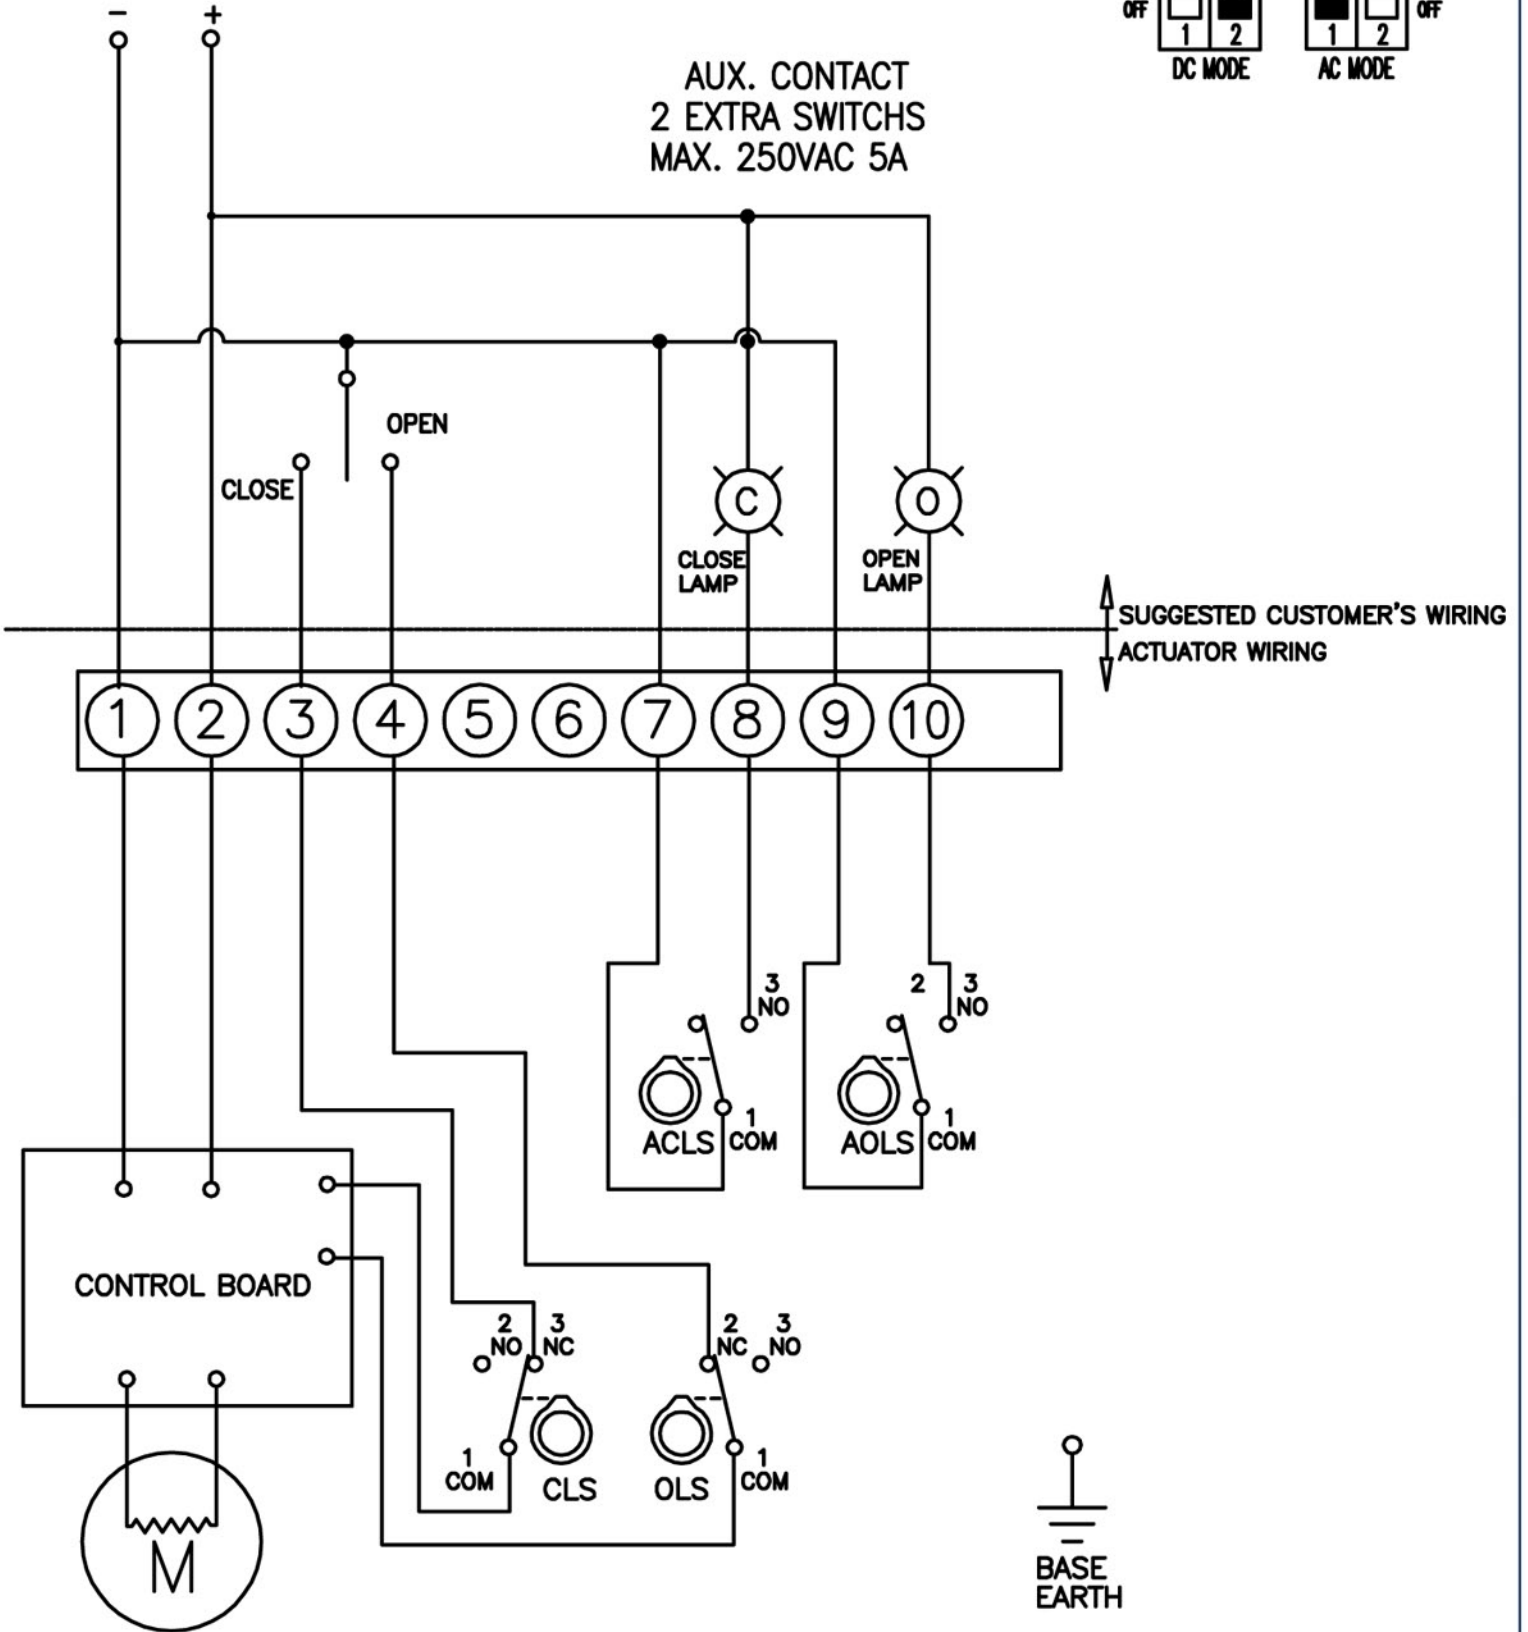 - +
OFF 1 2 1 2 OFF
DC MODE AC MODE
AUX. CONTACT
2 EXTRA SWITCHS
MAX. 250VAC 5A
OPEN
CLOSE
C
O
CLOSE
LAMP
OPEN
LAMP
SUGGESTED CUSTOMER'S WIRING
ACTUATOR WIRING
1 2 3 4 5 6 7 8 9 10
3
NO
2
3
NO
ACLS
1
COM
AOLS
1
COM
CONTROL BOARD
2
NO
3
NC
2
NC
3
NO
1
COM
CLS
OLS
1
COM
M
BASE
EARTH